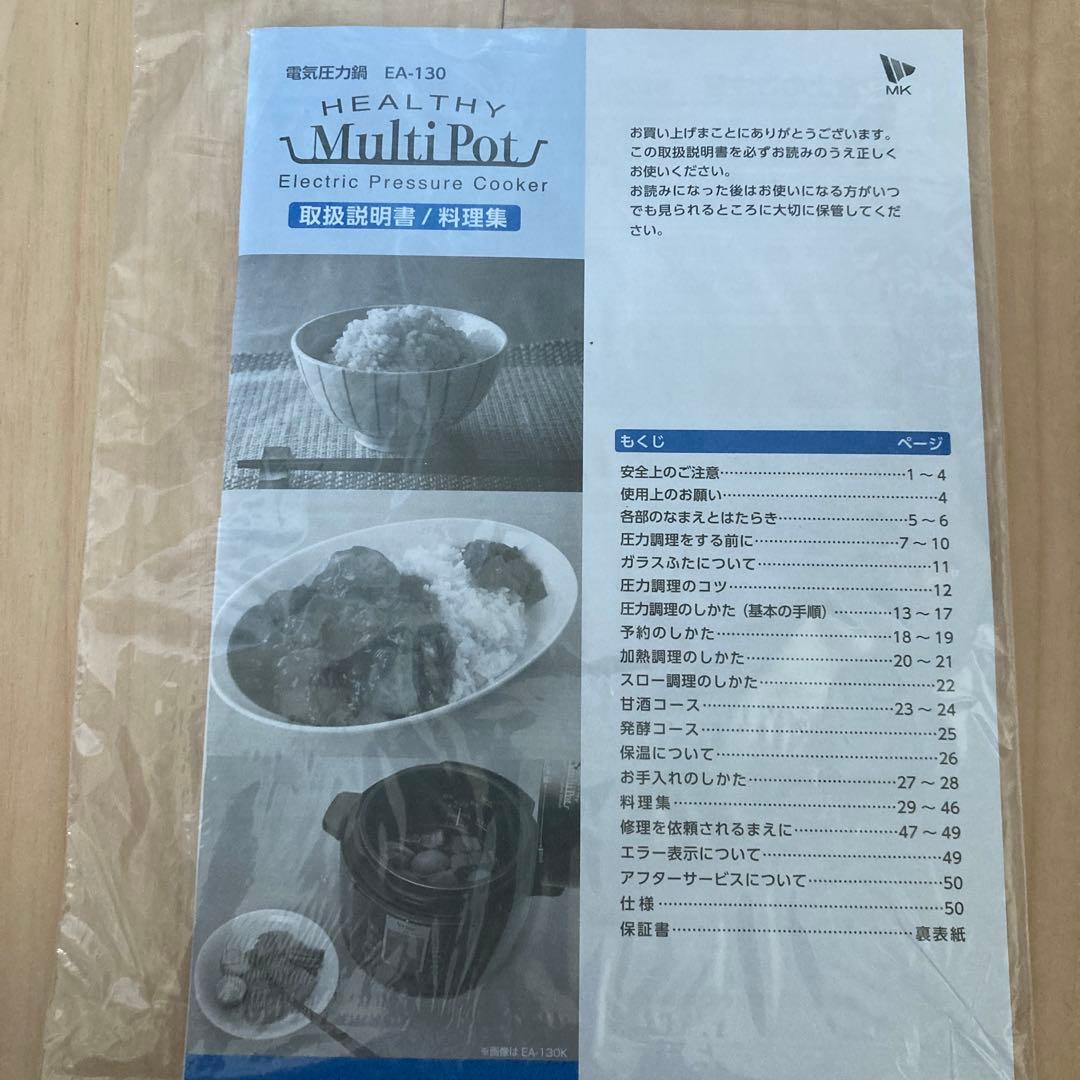 電気圧力鍋 EA-130
HEALTHY
Multi Pot
Electric Pressure Cooker
取扱説明書/料理集
MK
お買い上げまことにありがとうございます。
この取扱説明書を必ずお読みのうえ正しく
お使いください。
お読みになった後はお使いになる方がいつ
でも見られるところに大切に保管してくだ
さい。
もくじ ページ
安全上のご注意……………………………1～4
使用上のお願い……………………………4
各部のなまえとはたらき…………………5～6
圧力調理をする前に………………………7～10
ガラスふたについて………………………11
圧力調理のコツ……………………………12
圧力調理のしかた（基本の手順）…………13～17
予約のしかた………………………………18～19
加熱調理のしかた…………………………20～21
スロー調理のしかた………………………22
甘酒コース…………………………………23～24
発酵コース…………………………………25
保温について………………………………26
お手入れのしかた…………………………27～28
料理集………………………………………29～46
修理を依頼されるまえに…………………47～49
エラー表示について………………………49
アフターサービスについて………………50
仕様…………………………………………50
保証書………………………………………裏表紙
※画像はEA-130K